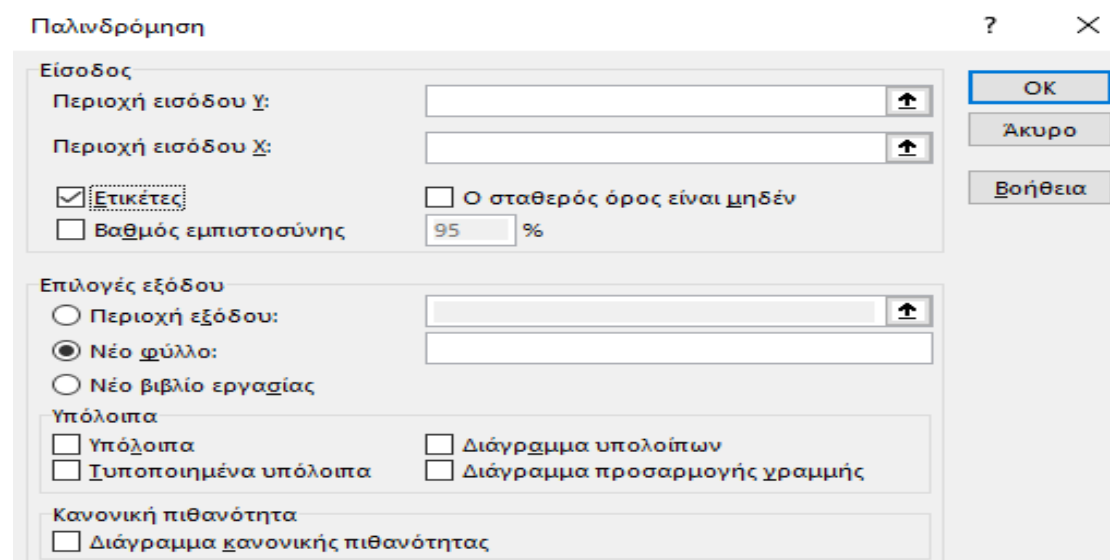 Παλινδρόμηση ? ×
Είσοδος
Περιοχή εισόδου Y:
Περιοχή εισόδου X:
Ετικέτες Ο σταθερός όρος είναι μηδέν
Βαθμός εμπιστοσύνης 95 %
OK
Άκυρο
Βοήθεια
Επιλογές εξόδου
Περιοχή εξόδου:
Νέο φύλλο:
Νέο βιβλίο εργασίας
Υπόλοιπα
Υπόλοιπα Διάγραμμα υπολοίπων
Τυποποιημένα υπόλοιπα Διάγραμμα προσαρμογής γραμμής
Κανονική πιθανότητα
Διάγραμμα κανονικής πιθανότητας